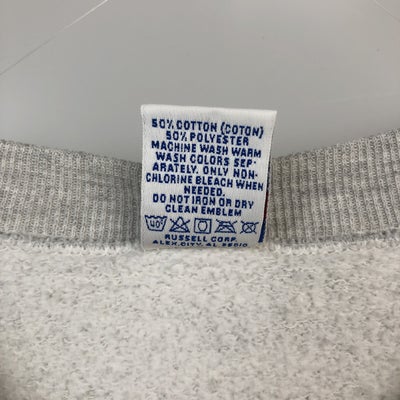 50% COTTON (COTON)
50% POLYESTER
MACHINE WASH WARM
WASH COLORS SEP-
ARATELY. ONLY NON-
CHLORINE BLEACH WHEN
NEEDED.
DO NOT IRON OR DRY
CLEAN EMBLEM
40
RUSSELL CORP.
ALEX CITY, AL 35010